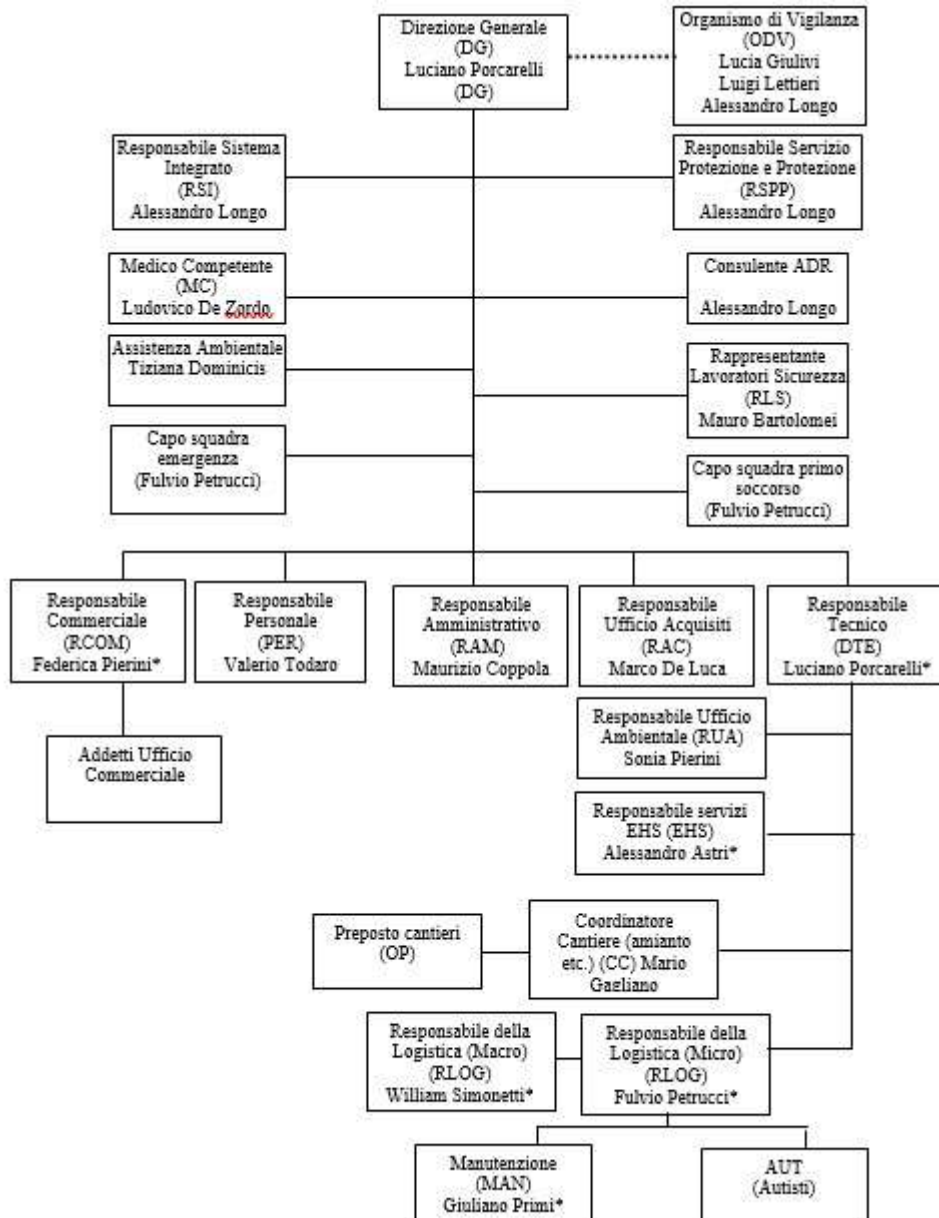 Direzione Generale
(DG)
Luciano Porcarelli
(DG)
Organismo di Vigilanza
(ODV)
Lucia Giulivi
Luigi Lettieri
Alessandro Longo
Responsabile Sistema
Integrato
(RSI)
Alessandro Longo
Responsabile Servizio
Protezione e Protezione
(RSPP)
Alessandro Longo
Medico Competente
(MC)
Ludovico De Zordo
Consulente ADR
Alessandro Longo
Assistenza Ambientale
Tiziana Dominicis
Rappresentante
Lavoratori Sicurezza
(RLS)
Mauro Bartolomei
Capo squadra
emergenza
(Fulvio Petrucci)
Capo squadra primo
soccorso
(Fulvio Petrucci)
Responsabile
Commerciale
(RCOM)
Federica Pierini*
Responsabile
Personale
(PER)
Valerio Todaro
Responsabile
Amministrativo
(RAM)
Maurizio Coppola
Responsabile
Ufficio Acquisiti
(RAC)
Marco De Luca
Responsabile
Tecnico
(DTE)
Luciano Porcarelli*
Addetti Ufficio
Commerciale
Responsabile Ufficio
Ambientale (RUA)
Sonia Pierini
Responsabile servizi
EHS (EHS)
Alessandro Astri*
Preposto cantieri
(OP)
Coordinatore
Cantiere (amianto
etc.) (CC) Mario
Gagliano
Responsabile della
Logistica (Macro)
(RLOG)
William Simonetti*
Responsabile della
Logistica (Micro)
(RLOG)
Fulvio Petrucci*
Manutenzione
(MAN)
Giuliano Primi*
AUT
(Autisti)